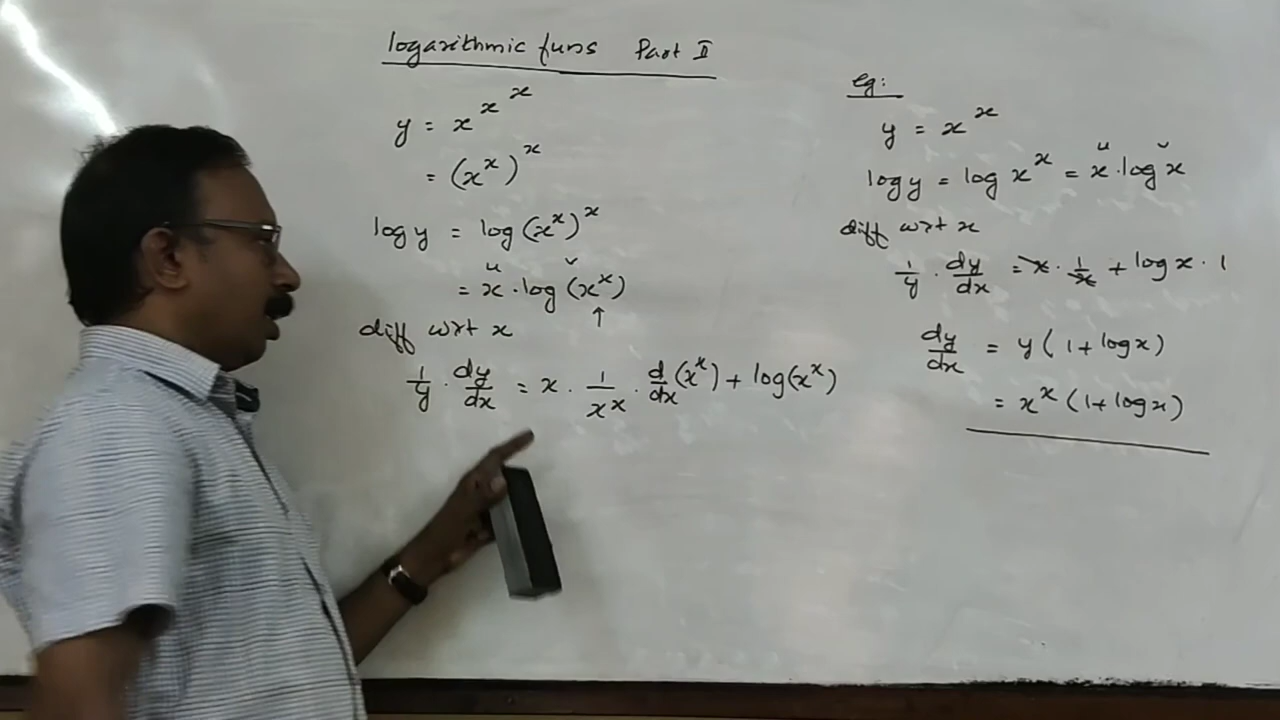 logarithmic funs Part II
y = x^x^x
= (x^x)^x
log y = log (x^x)^x
u v
= x · log (x^x)
↑
diff wrt x
1/y · dy/dx = x · 1/x^x · d/dx (x^x) + log(x^x)
eg:
y = x^x
u v
log y = log x^x = x · log x
diff wrt x
1/y · dy/dx = x · 1/x + log x · 1
dy/dx = y (1 + log x)
= x^x (1 + log x)